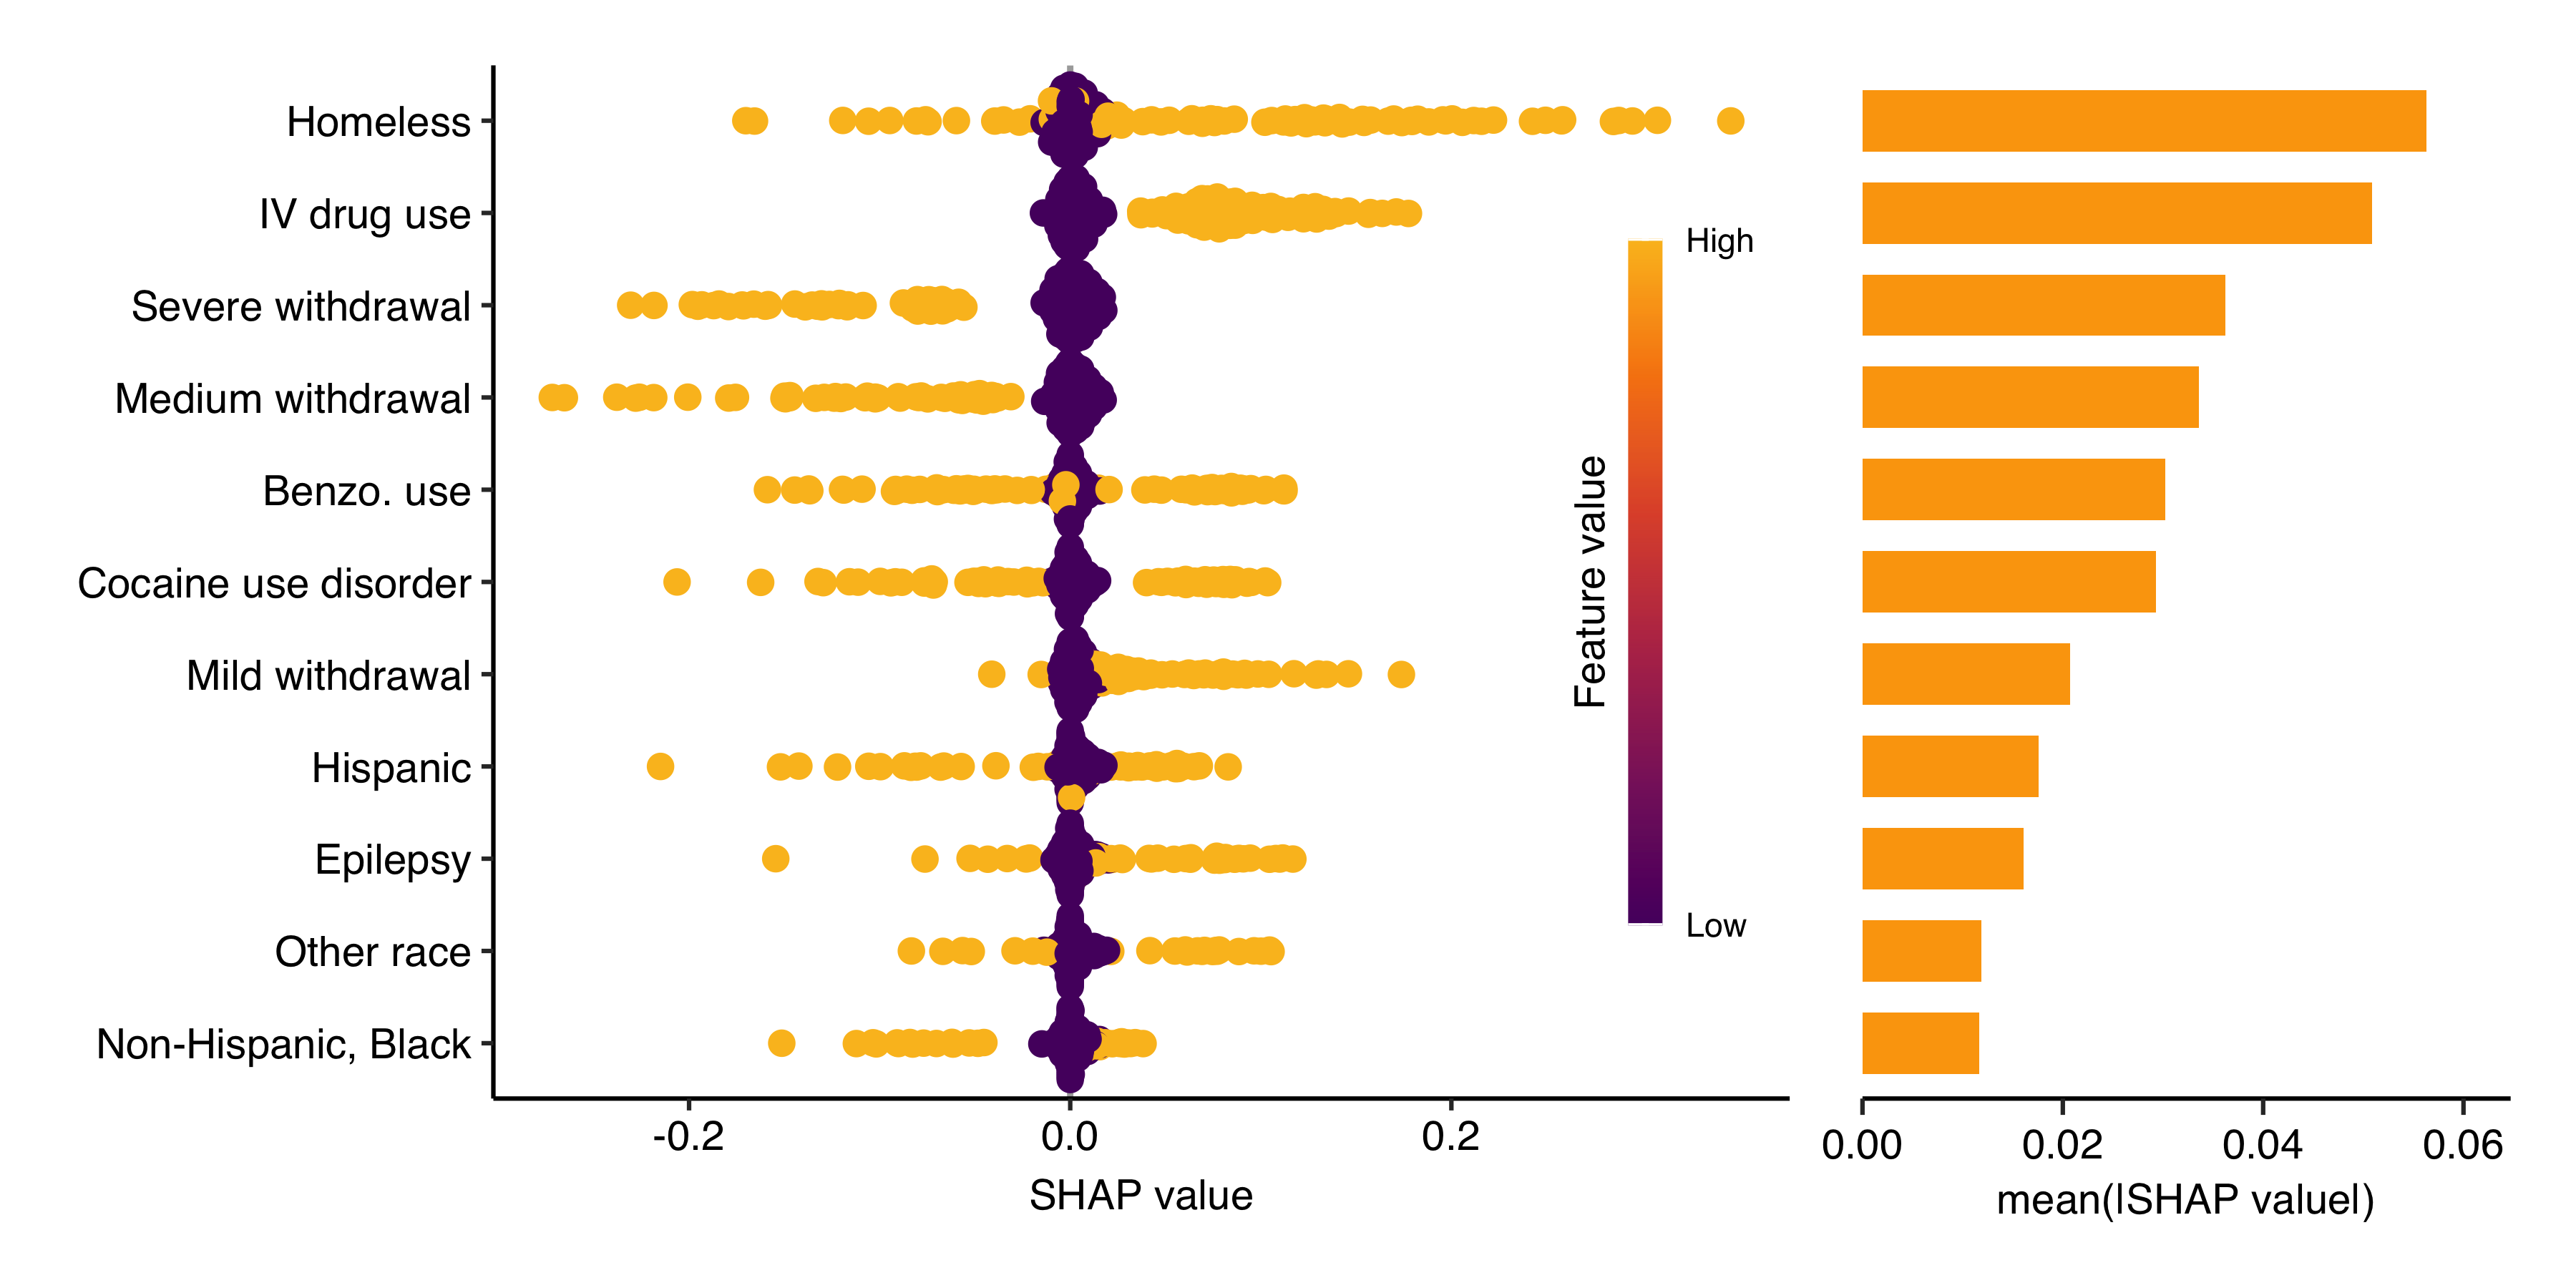 Homeless
IV drug use
Severe withdrawal
Medium withdrawal
Benzo. use
Cocaine use disorder
Mild withdrawal
Hispanic
Epilepsy
Other race
Non-Hispanic, Black
-0.2 0.0 0.2
SHAP value
High
Feature value
Low
0.00 0.02 0.04 0.06
mean(|SHAP value|)